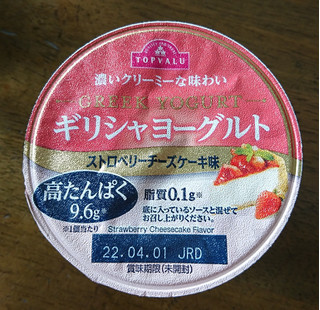 TOPVALU
濃いクリーミーな味わい
GREEK YOGURT
ギリシャヨーグルト
ストロベリーチーズケーキ味
高たんぱく
9.6g※
※1個当たり
脂質0.1g※
底に入っているソースと混ぜて
お召し上がりください。
Strawberry Cheesecake Flavor
22.04.01 JRD
賞味期限(未開封)